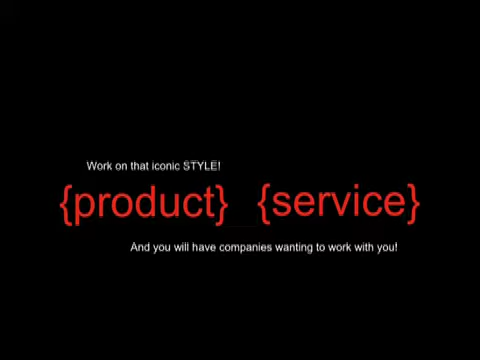 Work on that iconic STYLE!
{product} {service}
And you will have companies wanting to work with you!